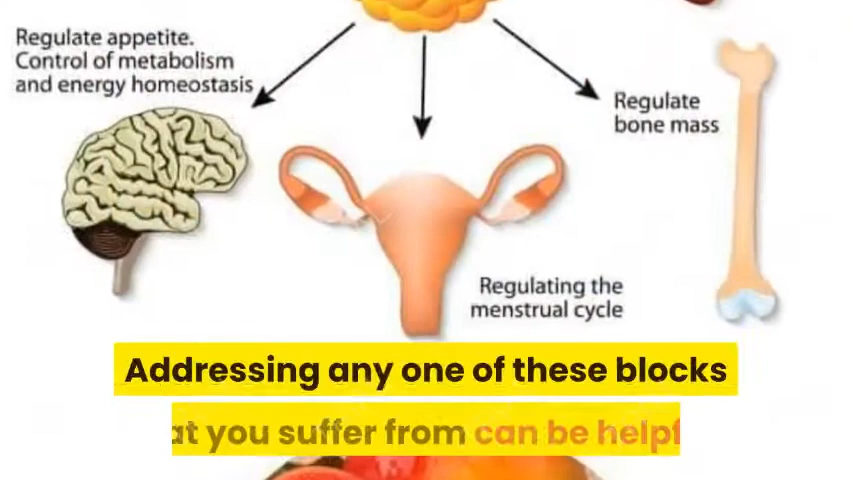 Regulate appetite.
Control of metabolism
and energy homeostasis
Regulate
bone mass
Regulating the
menstrual cycle
Addressing any one of these blocks
you suffer from can be